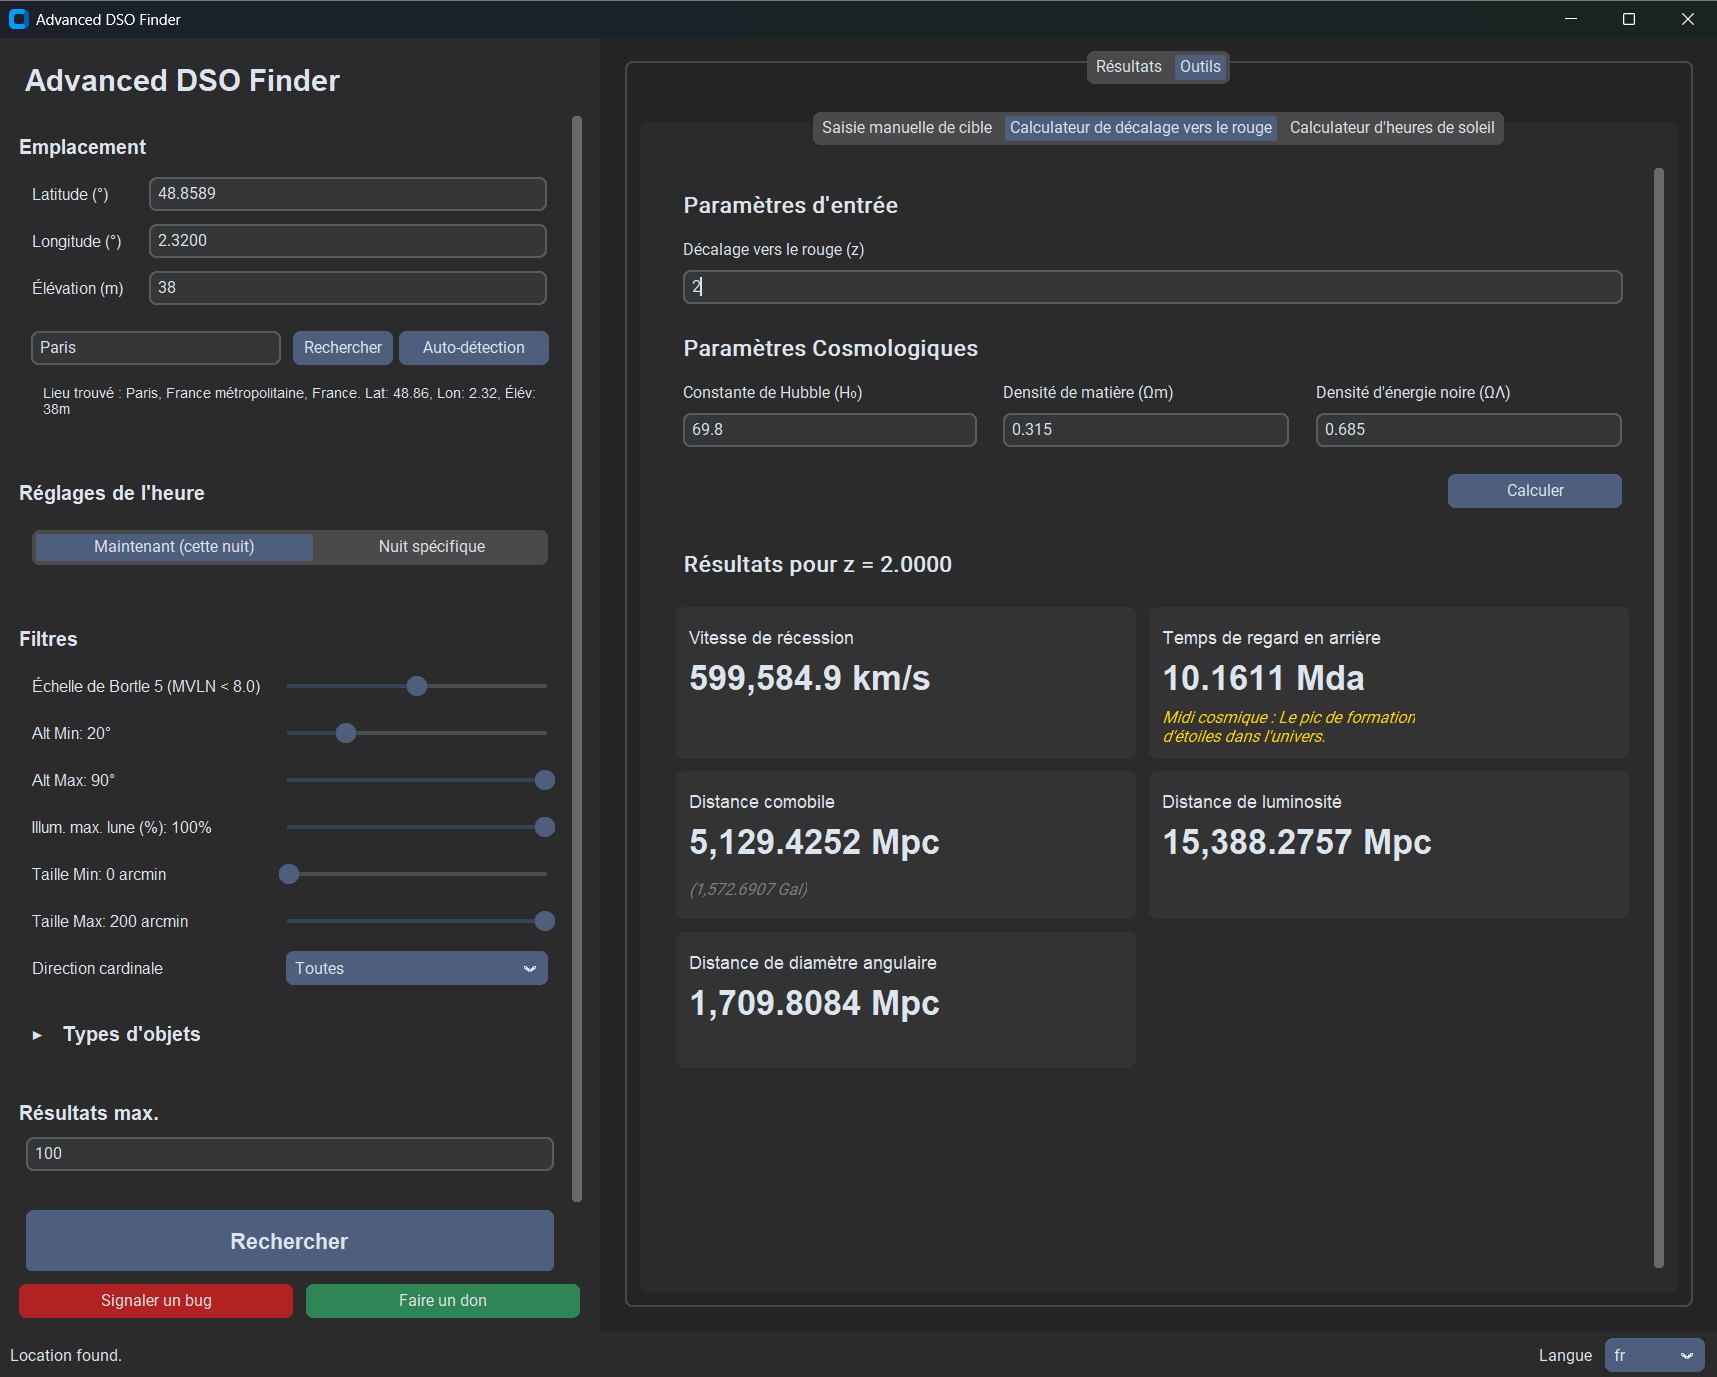 Advanced DSO Finder
Advanced DSO Finder
Emplacement
Latitude (°)
48.8589
Longitude (°)
2.3200
Élévation (m)
38
Paris
Rechercher
Auto-détection
Lieu trouvé : Paris, France métropolitaine, France. Lat: 48.86, Lon: 2.32, Élév:
38m
Réglages de l'heure
Maintenant (cette nuit)
Nuit spécifique
Filtres
Échelle de Bortle 5 (MVLN < 8.0)
Alt Min: 20°
Alt Max: 90°
Illum. max. lune (%): 100%
Taille Min: 0 arcmin
Taille Max: 200 arcmin
Direction cardinale
Toutes
Types d'objets
Résultats max.
100
Rechercher
Signaler un bug
Faire un don
Location found.
Résultats
Outils
Saisie manuelle de cible
Calculateur de décalage vers le rouge
Calculateur d'heures de soleil
Paramètres d'entrée
Décalage vers le rouge (z)
2
Paramètres Cosmologiques
Constante de Hubble (H₀)
Densité de matière (Ωm)
Densité d'énergie noire (ΩΛ)
69.8
0.315
0.685
Calculer
Résultats pour z = 2.0000
Vitesse de récession
599,584.9 km/s
Temps de regard en arrière
10.1611 Mda
Midi cosmique : Le pic de formation
d'étoiles dans l'univers.
Distance comobile
5,129.4252 Mpc
(1,572.6907 Gal)
Distance de luminosité
15,388.2757 Mpc
Distance de diamètre angulaire
1,709.8084 Mpc
Langue
fr